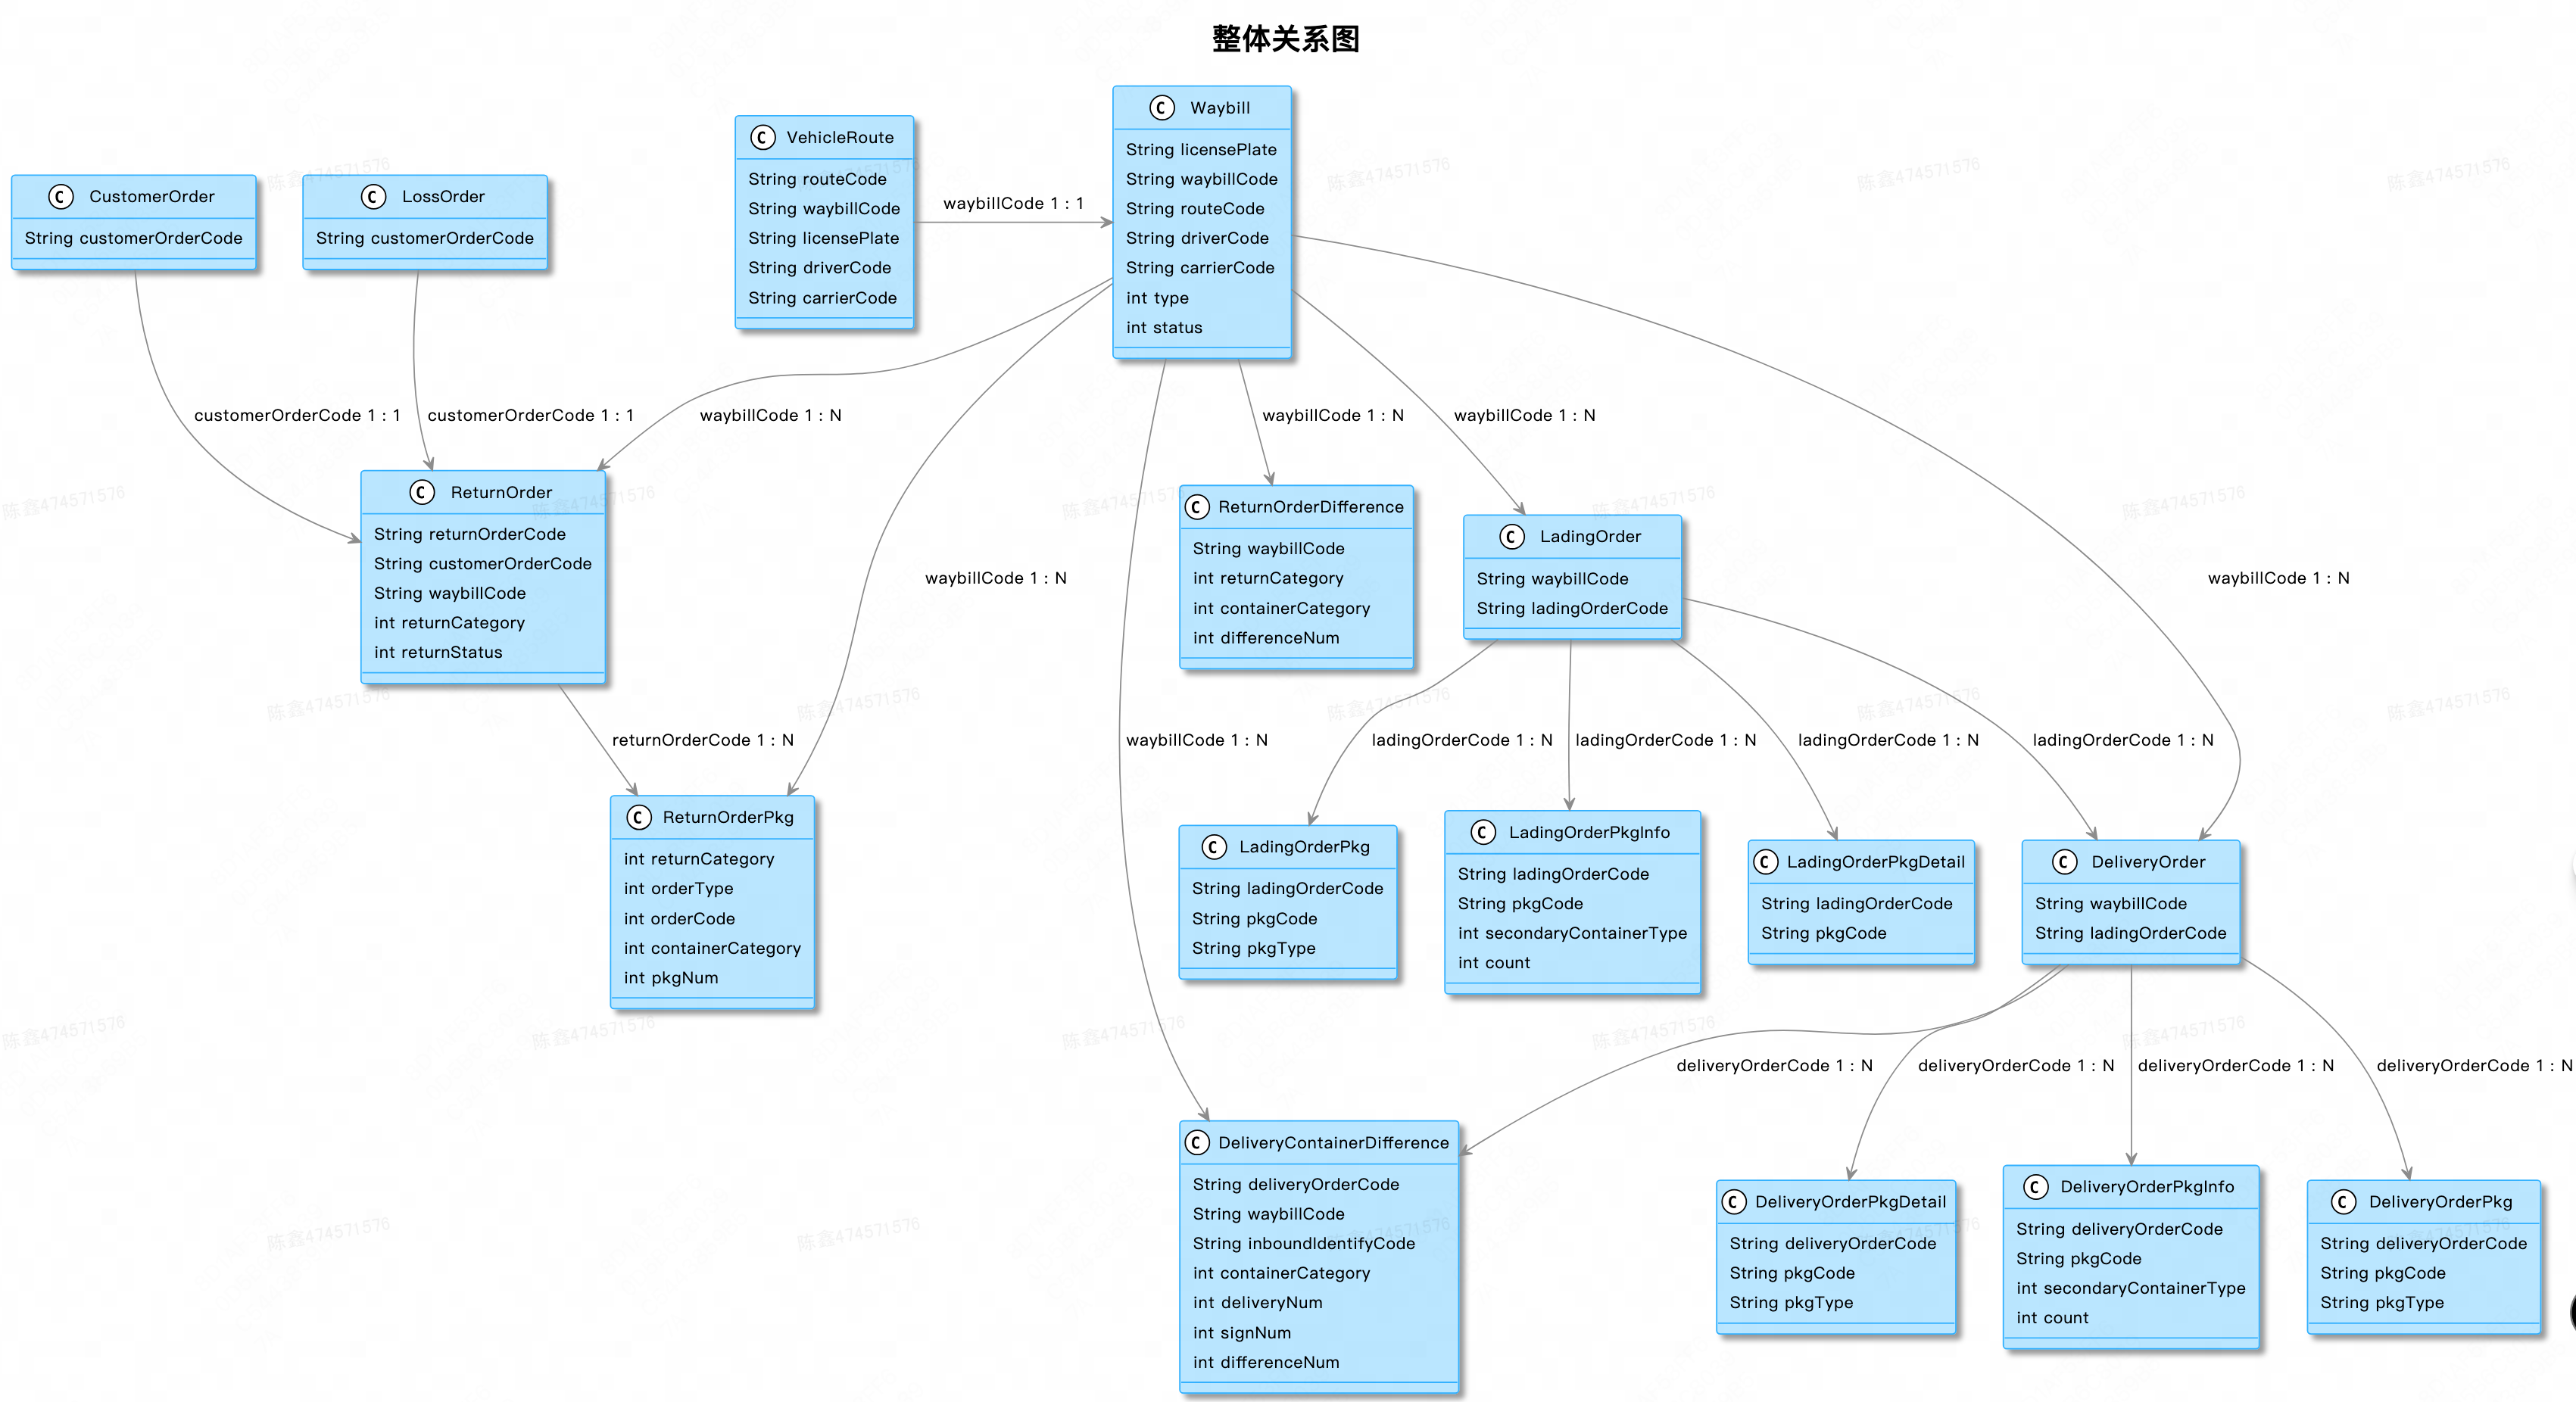 整体关系图
C Waybill
String licensePlate
String waybillCode
String routeCode
String driverCode
String carrierCode
int type
int status
C VehicleRoute
String routeCode
String waybillCode
String licensePlate
String driverCode
String carrierCode
waybillCode 1 : 1
C CustomerOrder
String customerOrderCode
C LossOrder
String customerOrderCode
customerOrderCode 1 : 1
customerOrderCode 1 : 1
waybillCode 1 : N
waybillCode 1 : N
waybillCode 1 : N
C ReturnOrder
String returnOrderCode
String customerOrderCode
String waybillCode
int returnCategory
int returnStatus
waybillCode 1 : N
C ReturnOrderDifference
String waybillCode
int returnCategory
int containerCategory
int differenceNum
C LadingOrder
String waybillCode
String ladingOrderCode
waybillCode 1 : N
returnOrderCode 1 : N
waybillCode 1 : N
ladingOrderCode 1 : N
ladingOrderCode 1 : N
ladingOrderCode 1 : N
ladingOrderCode 1 : N
C ReturnOrderPkg
int returnCategory
int orderType
int orderCode
int containerCategory
int pkgNum
C LadingOrderPkg
String ladingOrderCode
String pkgCode
String pkgType
C LadingOrderPkgInfo
String ladingOrderCode
String pkgCode
int secondaryContainerType
int count
C LadingOrderPkgDetail
String ladingOrderCode
String pkgCode
C DeliveryOrder
String waybillCode
String ladingOrderCode
deliveryOrderCode 1 : N
deliveryOrderCode 1 : N
deliveryOrderCode 1 : N
deliveryOrderCode 1 : N
C DeliveryContainerDifference
String deliveryOrderCode
String waybillCode
String inboundIdentifyCode
int containerCategory
int deliveryNum
int signNum
int differenceNum
C DeliveryOrderPkgDetail
String deliveryOrderCode
String pkgCode
String pkgType
C DeliveryOrderPkgInfo
String deliveryOrderCode
String pkgCode
int secondaryContainerType
int count
C DeliveryOrderPkg
String deliveryOrderCode
String pkgCode
String pkgType
陈鑫474571576